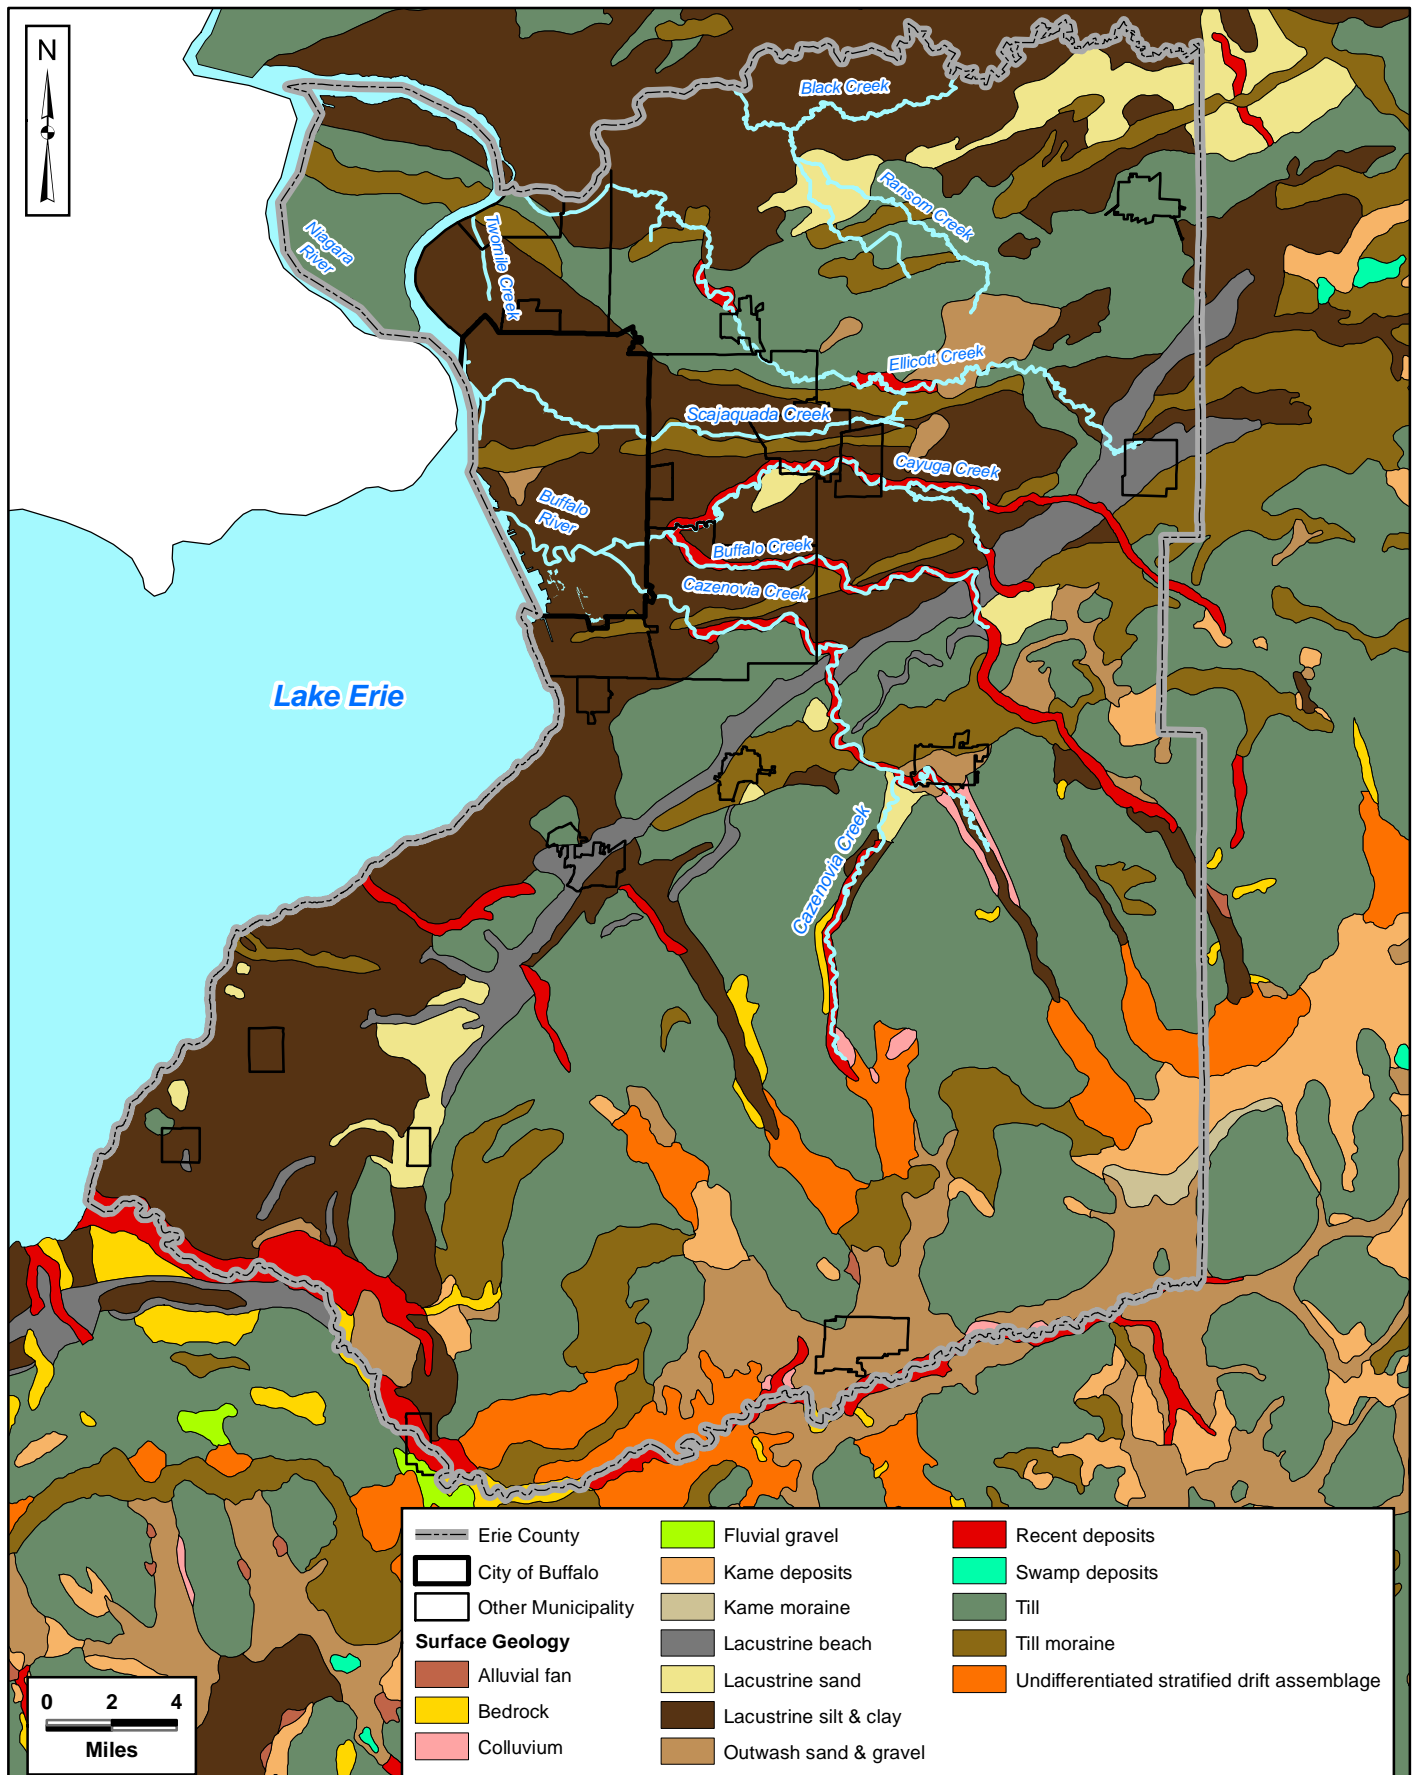 N
Black Creek
Ransom Creek
Niagara
River
Twomile Creek
Ellicott Creek
Scajaquada Creek
Cayuga Creek
Buffalo
River
Buffalo Creek
Cazenovia Creek
Lake Erie
Cazenovia Creek
Erie County
City of Buffalo
Other Municipality
Surface Geology
Alluvial fan
Bedrock
Colluvium
Fluvial gravel
Kame deposits
Kame moraine
Lacustrine beach
Lacustrine sand
Lacustrine silt & clay
Outwash sand & gravel
Recent deposits
Swamp deposits
Till
Till moraine
Undifferentiated stratified drift assemblage
0 2 4
Miles